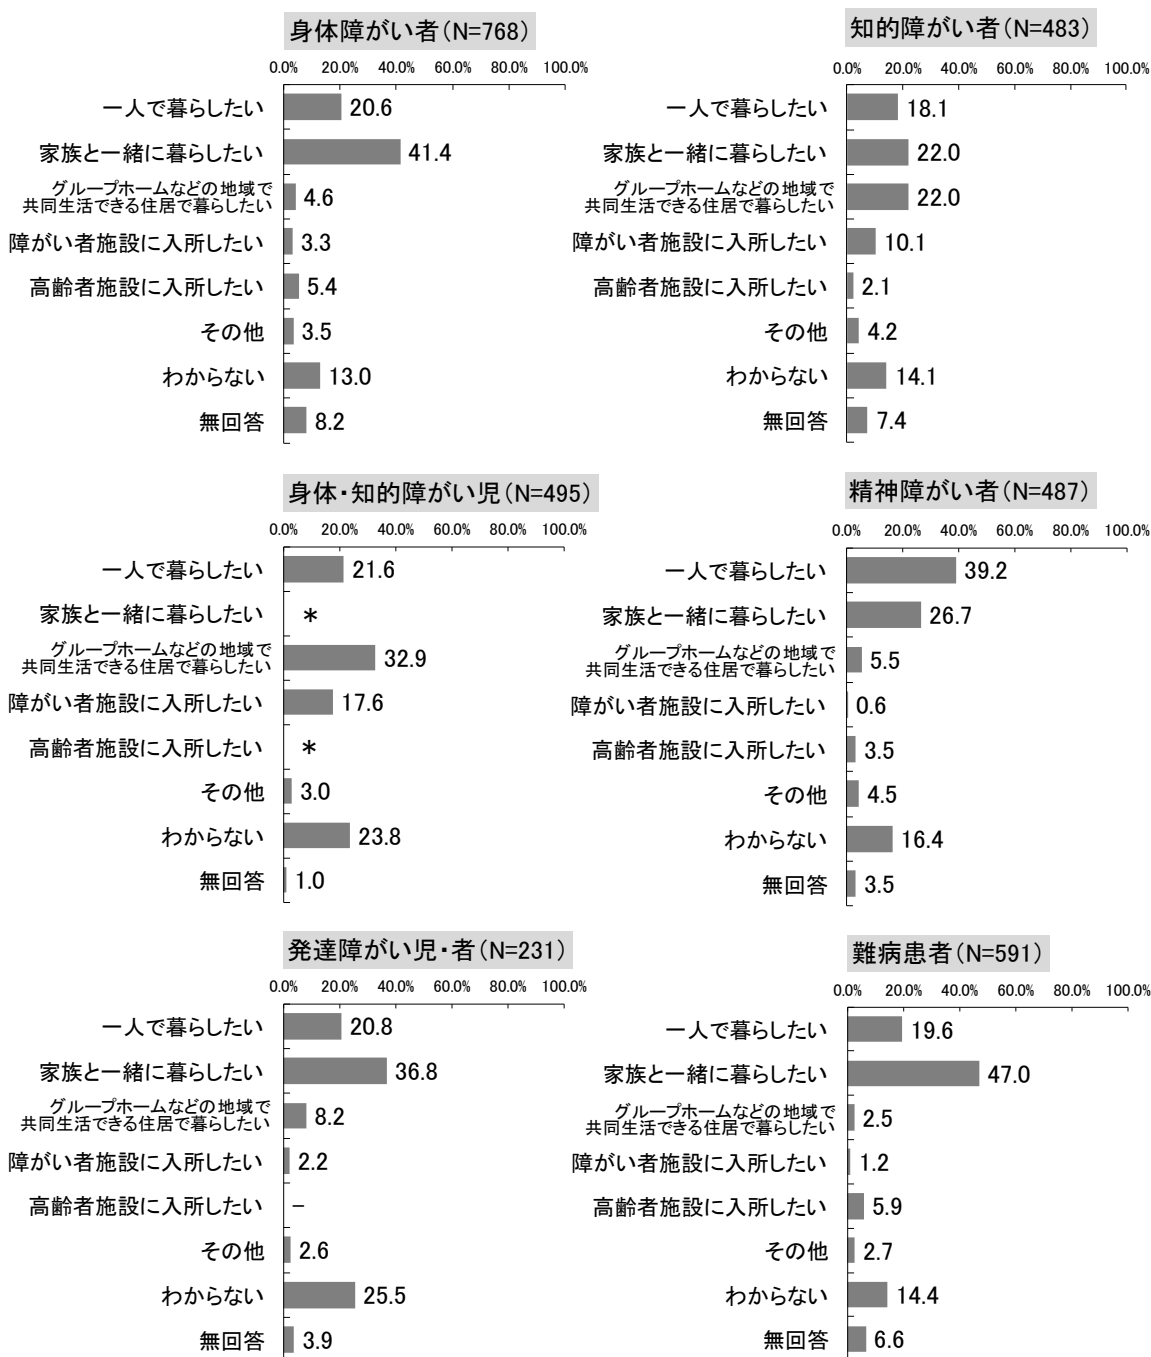 身体障がい者(N=768)
0.0% 20.0% 40.0% 60.0% 80.0% 100.0%
一人で暮らしたい 20.6
家族と一緒に暮らしたい 41.4
グループホームなどの地域で
共同生活できる住居で暮らしたい 4.6
障がい者施設に入所したい 3.3
高齢者施設に入所したい 5.4
その他 3.5
わからない 13.0
無回答 8.2
知的障がい者(N=483)
0.0% 20.0% 40.0% 60.0% 80.0% 100.0%
一人で暮らしたい 18.1
家族と一緒に暮らしたい 22.0
グループホームなどの地域で
共同生活できる住居で暮らしたい 22.0
障がい者施設に入所したい 10.1
高齢者施設に入所したい 2.1
その他 4.2
わからない 14.1
無回答 7.4
身体・知的障がい児(N=495)
0.0% 20.0% 40.0% 60.0% 80.0% 100.0%
一人で暮らしたい 21.6
家族と一緒に暮らしたい *
グループホームなどの地域で
共同生活できる住居で暮らしたい 32.9
障がい者施設に入所したい 17.6
高齢者施設に入所したい *
その他 3.0
わからない 23.8
無回答 1.0
精神障がい者(N=487)
0.0% 20.0% 40.0% 60.0% 80.0% 100.0%
一人で暮らしたい 39.2
家族と一緒に暮らしたい 26.7
グループホームなどの地域で
共同生活できる住居で暮らしたい 5.5
障がい者施設に入所したい 0.6
高齢者施設に入所したい 3.5
その他 4.5
わからない 16.4
無回答 3.5
発達障がい児・者(N=231)
0.0% 20.0% 40.0% 60.0% 80.0% 100.0%
一人で暮らしたい 20.8
家族と一緒に暮らしたい 36.8
グループホームなどの地域で
共同生活できる住居で暮らしたい 8.2
障がい者施設に入所したい 2.2
高齢者施設に入所したい －
その他 2.6
わからない 25.5
無回答 3.9
難病患者(N=591)
0.0% 20.0% 40.0% 60.0% 80.0% 100.0%
一人で暮らしたい 19.6
家族と一緒に暮らしたい 47.0
グループホームなどの地域で
共同生活できる住居で暮らしたい 2.5
障がい者施設に入所したい 1.2
高齢者施設に入所したい 5.9
その他 2.7
わからない 14.4
無回答 6.6